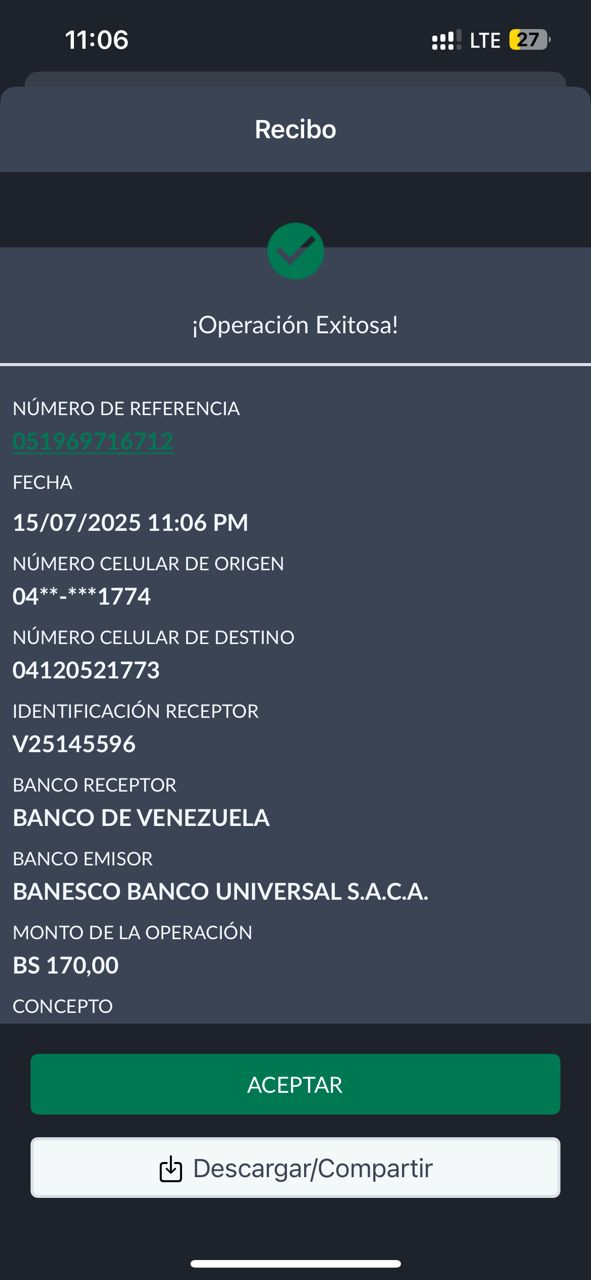 11:06
LTE 27
Recibo
¡Operación Exitosa!
NÚMERO DE REFERENCIA
051969716712
FECHA
15/07/2025 11:06 PM
NÚMERO CELULAR DE ORIGEN
04**-***1774
NÚMERO CELULAR DE DESTINO
04120521773
IDENTIFICACIÓN RECEPTOR
V25145596
BANCO RECEPTOR
BANCO DE VENEZUELA
BANCO EMISOR
BANESCO BANCO UNIVERSAL S.A.C.A.
MONTO DE LA OPERACIÓN
BS 170,00
CONCEPTO
ACEPTAR
Descargar/Compartir